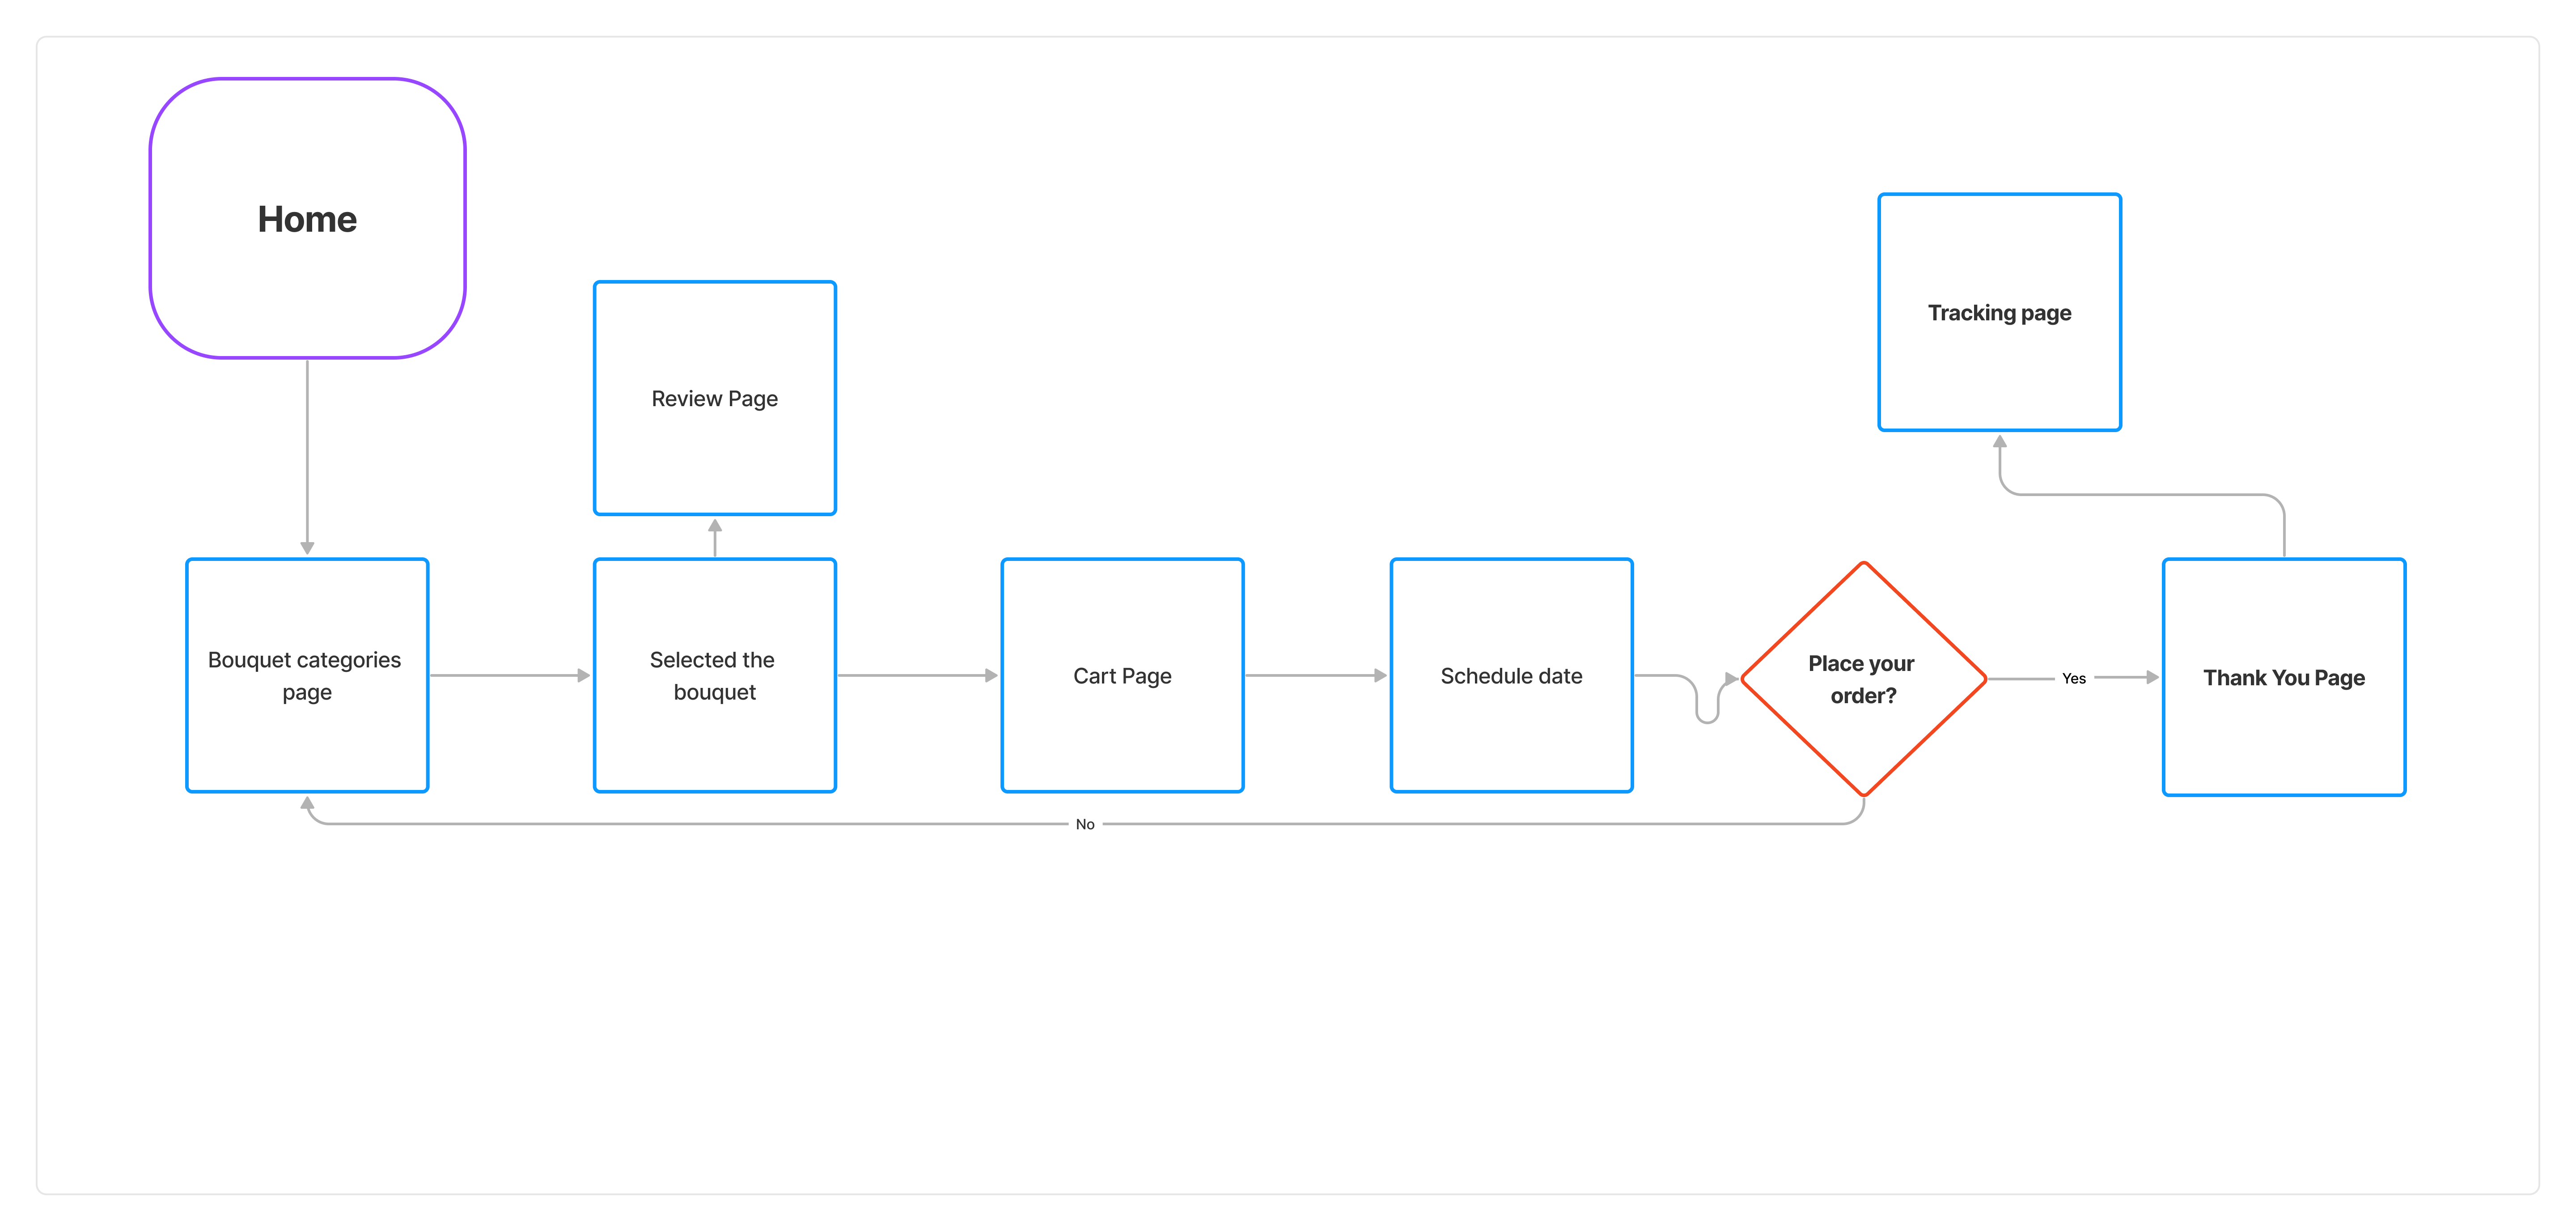 Home
Review Page
Tracking page
Bouquet categories
page
Selected the
bouquet
Cart Page
Schedule date
Place your
order?
Yes
Thank You Page
No